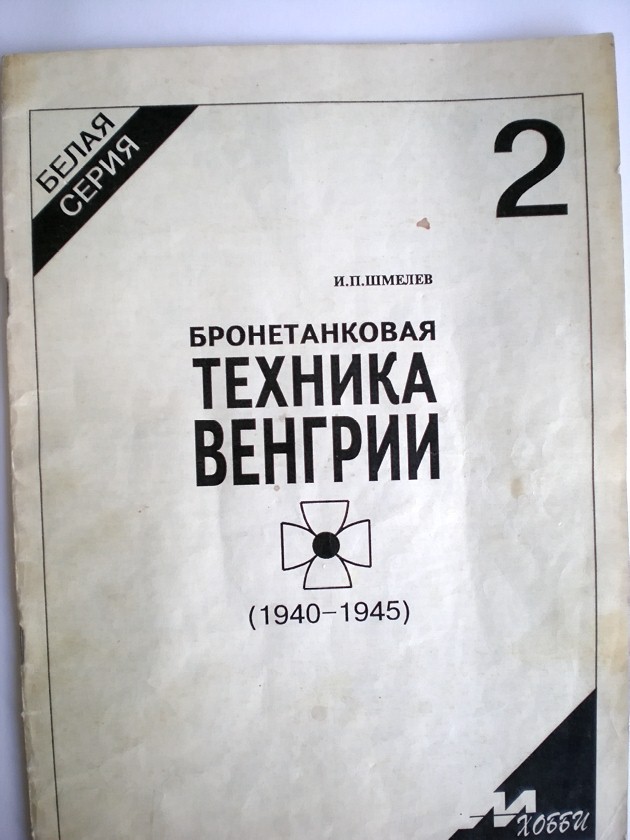 БЕЛАЯ
СЕРИЯ
2
И.П.ШМЕЛЕВ
БРОНЕТАНКОВАЯ
ТЕХНИКА
ВЕНГРИИ
(1940-1945)
М
ХОББИ